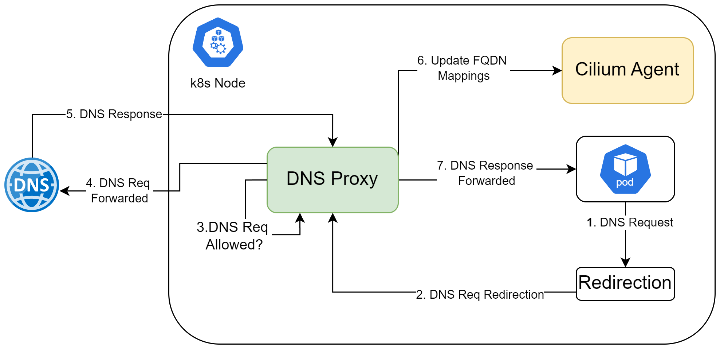 k8s Node
6. Update FQDN
Mappings
Cilium Agent
5. DNS Response
DNS
4. DNS Req
Forwarded
DNS Proxy
7. DNS Response
Forwarded
pod
3.DNS Req
Allowed?
1. DNS Request
2. DNS Req Redirection
Redirection